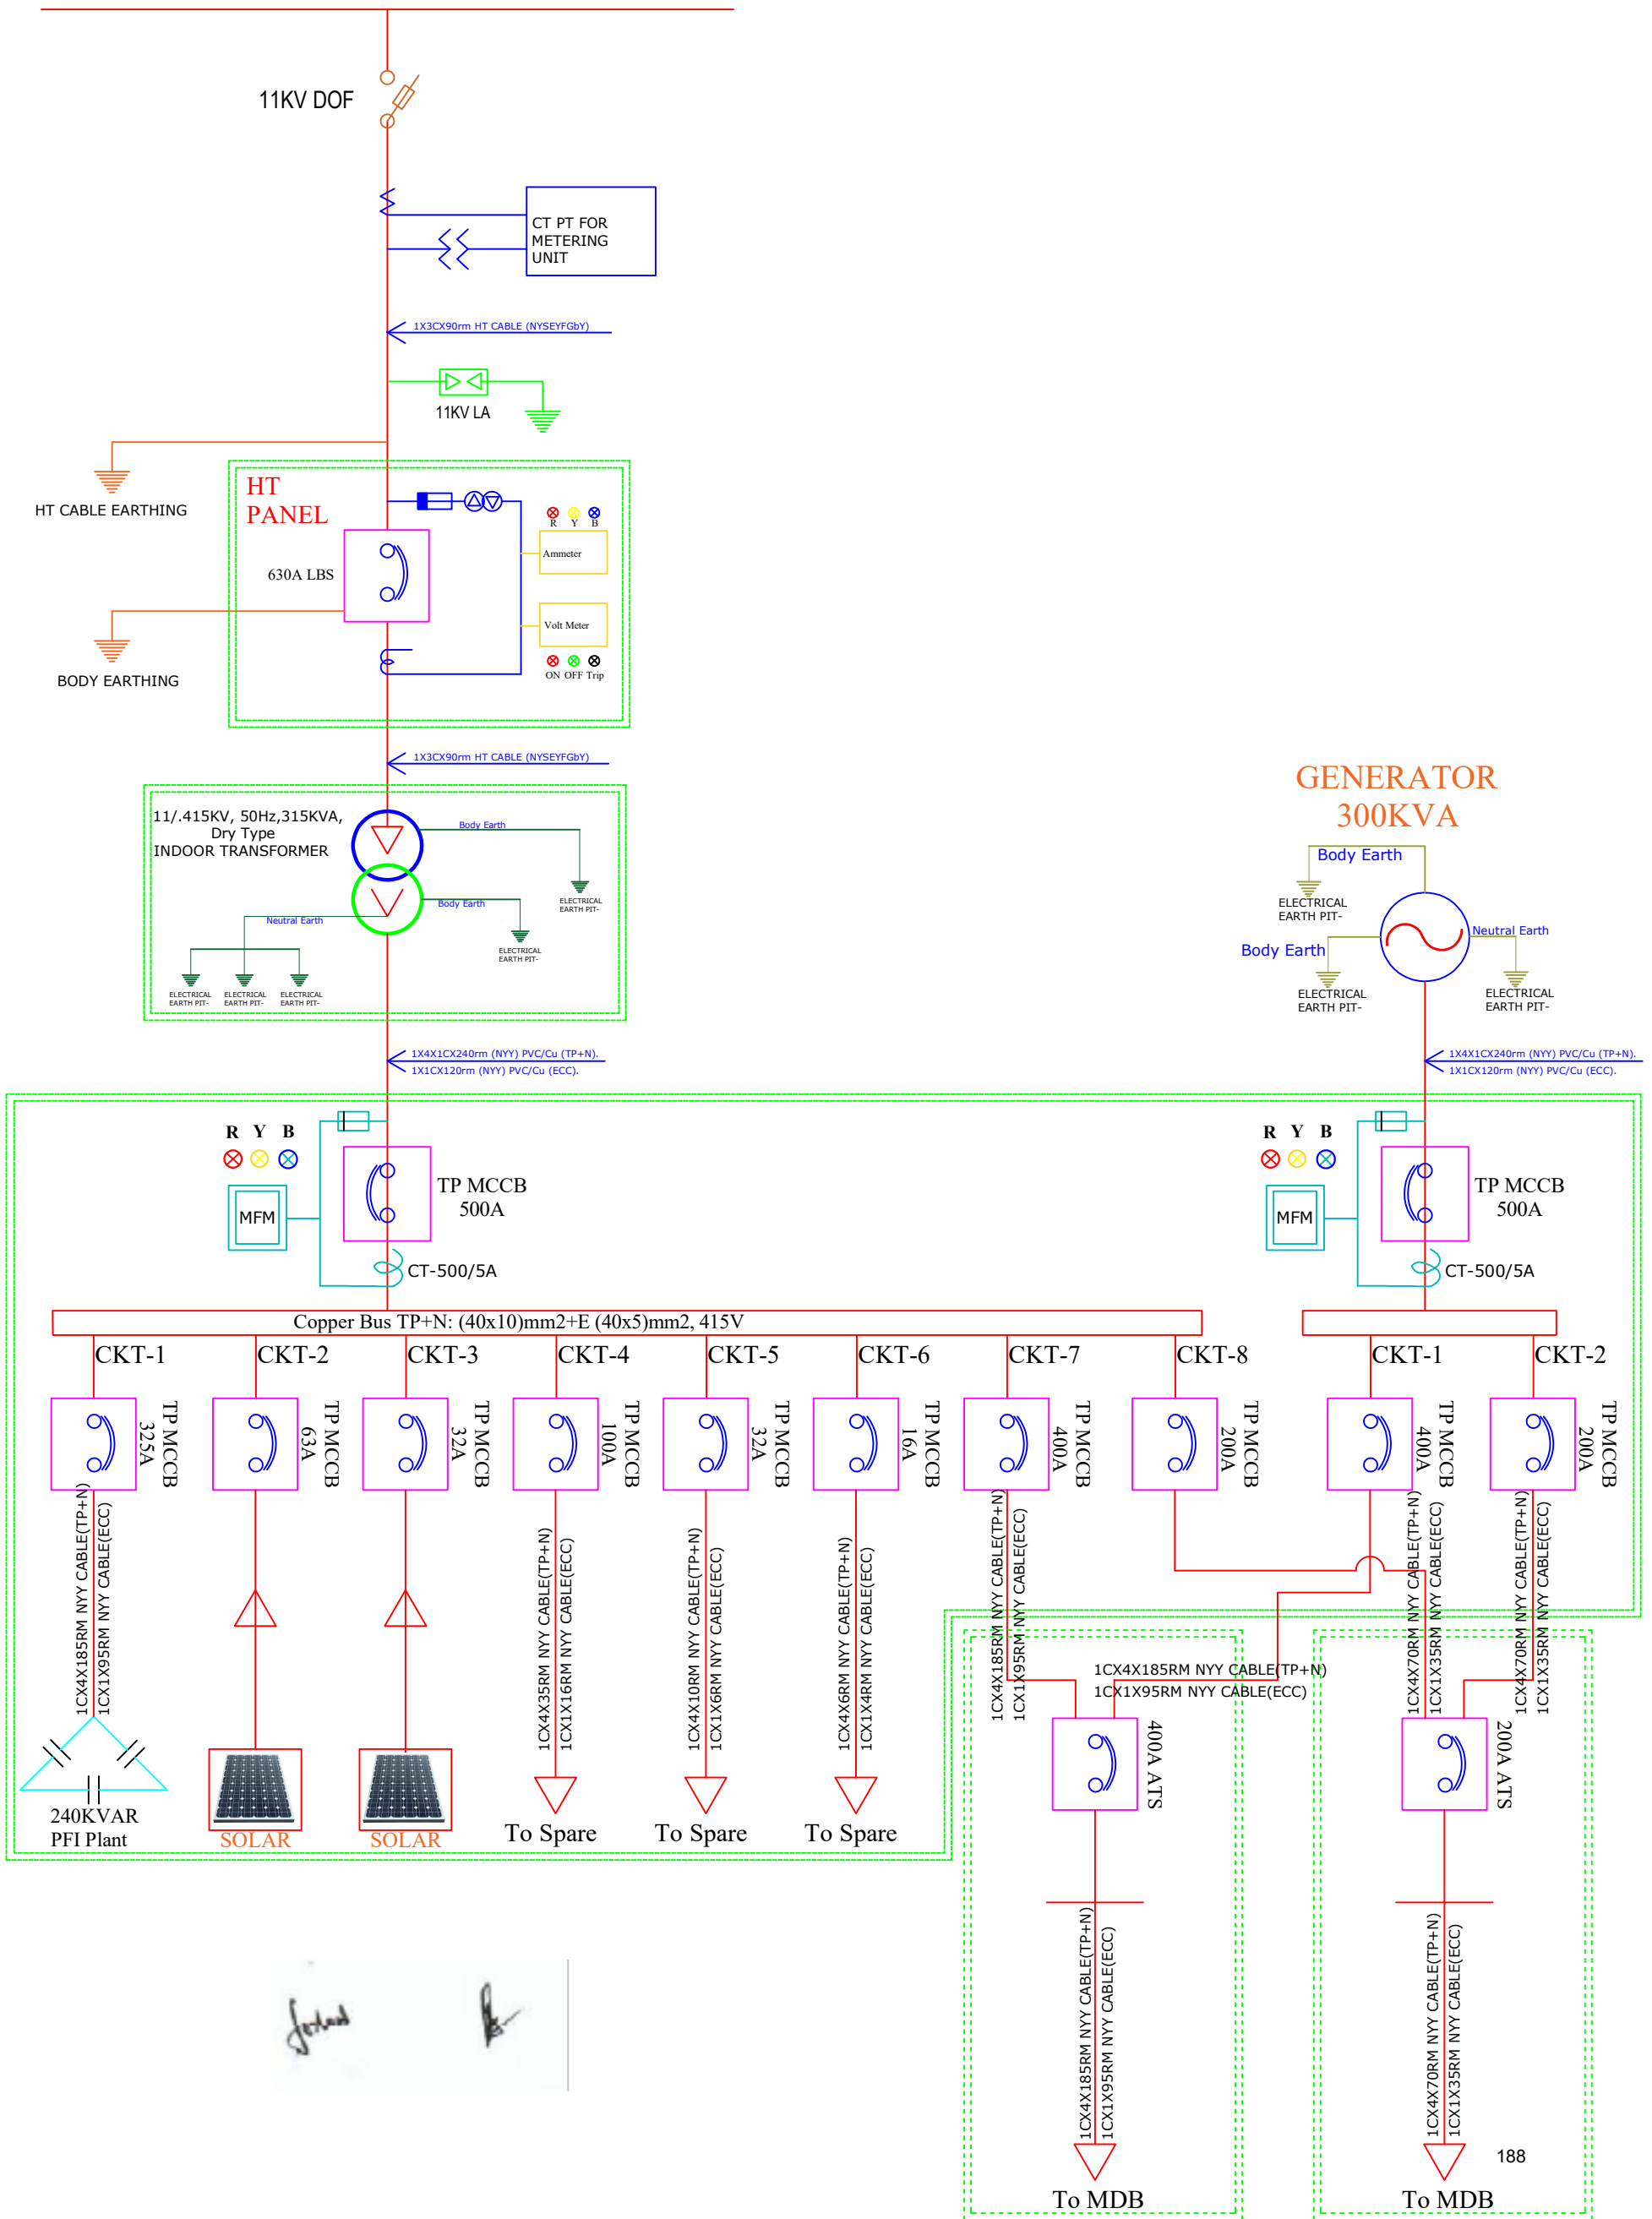 11KV DOF
CT PT FOR
METERING
UNIT
1X3CX90rm HT CABLE (NYSEYFGbY)
11KV LA
HT CABLE EARTHING
HT
PANEL
R Y B
Ammeter
630A LBS
Volt Meter
ON OFF Trip
BODY EARTHING
1X3CX90rm HT CABLE (NYSEYFGbY)
11/.415KV, 50Hz,315KVA,
Dry Type
INDOOR TRANSFORMER
Body Earth
ELECTRICAL
EARTH PIT-
Body Earth
ELECTRICAL
EARTH PIT-
Neutral Earth
ELECTRICAL
EARTH PIT-
ELECTRICAL
EARTH PIT-
ELECTRICAL
EARTH PIT-
GENERATOR
300KVA
Body Earth
ELECTRICAL
EARTH PIT-
Body Earth
ELECTRICAL
EARTH PIT-
Neutral Earth
ELECTRICAL
EARTH PIT-
1X4X1CX240rm (NYY) PVC/Cu (TP+N).
1X1CX120rm (NYY) PVC/Cu (ECC).
1X4X1CX240rm (NYY) PVC/Cu (TP+N).
1X1CX120rm (NYY) PVC/Cu (ECC).
R Y B
MFM
TP MCCB
500A
CT-500/5A
R Y B
MFM
TP MCCB
500A
CT-500/5A
Copper Bus TP+N: (40x10)mm2+E (40x5)mm2, 415V
CKT-1
CKT-2
CKT-3
CKT-4
CKT-5
CKT-6
CKT-7
CKT-8
CKT-1
CKT-2
TP MCCB
325A
TP MCCB
63A
TP MCCB
32A
TP MCCB
100A
TP MCCB
32A
TP MCCB
16A
TP MCCB
400A
TP MCCB
200A
TP MCCB
400A
TP MCCB
200A
1CX4X185RM NYY CABLE(TP+N)
1CX1X95RM NYY CABLE(ECC)
1CX4X35RM NYY CABLE(TP+N)
1CX1X16RM NYY CABLE(ECC)
1CX4X10RM NYY CABLE(TP+N)
1CX1X6RM NYY CABLE(ECC)
1CX4X6RM NYY CABLE(TP+N)
1CX1X4RM NYY CABLE(ECC)
1CX4X185RM NYY CABLE(TP+N)
1CX1X95RM NYY CABLE(ECC)
1CX4X70RM NYY CABLE(TP+N)
1CX1X35RM NYY CABLE(ECC)
1CX4X70RM NYY CABLE(TP+N)
1CX1X35RM NYY CABLE(ECC)
1CX4X185RM NYY CABLE(TP+N)
1CX1X95RM NYY CABLE(ECC)
400A ATS
200A ATS
240KVAR
PFI Plant
SOLAR
SOLAR
To Spare
To Spare
To Spare
1CX4X185RM NYY CABLE(TP+N)
1CX1X95RM NYY CABLE(ECC)
1CX4X70RM NYY CABLE(TP+N)
1CX1X35RM NYY CABLE(ECC)
188
To MDB
To MDB